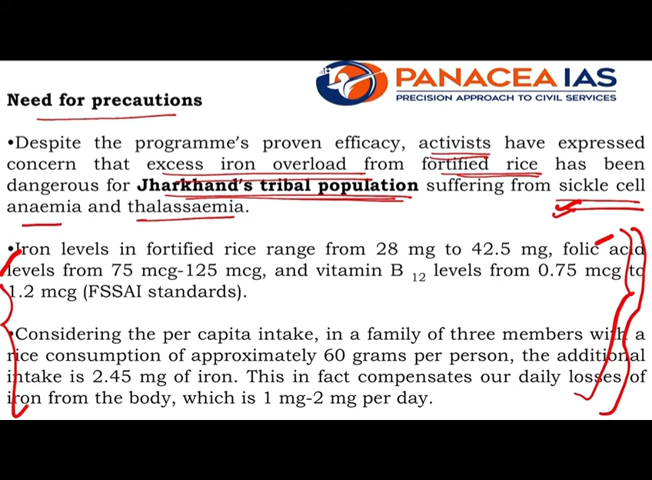 PANACEA IAS
PRECISION APPROACH TO CIVIL SERVICES
Need for precautions
•Despite the programme's proven efficacy, activists have expressed
concern that excess iron overload from fortified rice has been
dangerous for Jharkhand's tribal population suffering from sickle cell
anaemia and thalassaemia.
•Iron levels in fortified rice range from 28 mg to 42.5 mg, folic acid
levels from 75 mcg-125 mcg, and vitamin B 12 levels from 0.75 mcg to
1.2 mcg (FSSAI standards).
•Considering the per capita intake, in a family of three members with a
rice consumption of approximately 60 grams per person, the additional
intake is 2.45 mg of iron. This in fact compensates our daily losses of
iron from the body, which is 1 mg-2 mg per day.